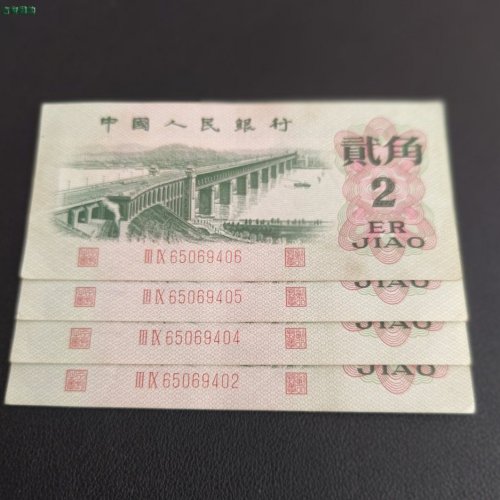 中國人民銀行
貳角
2
ER
JIAO
III IX 65069406
JIAO
III IX 65069405
JIAO
III IX 65069404
JIAO
III IX 65069402